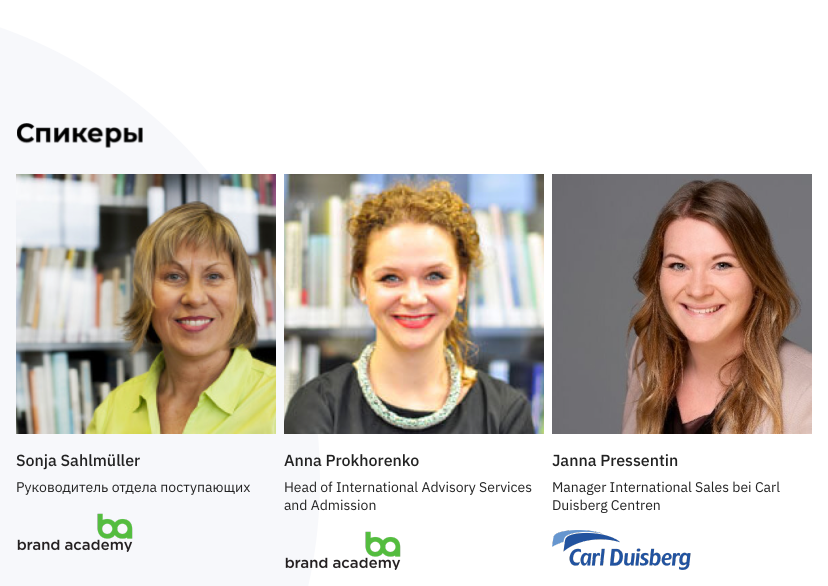 Спикеры
Sonja Sahlmüller
Руководитель отдела поступающих
ba
brand academy
Anna Prokhorenko
Head of International Advisory Services
and Admission
ba
brand academy
Janna Pressentin
Manager International Sales bei Carl
Duisberg Centren
Carl Duisberg